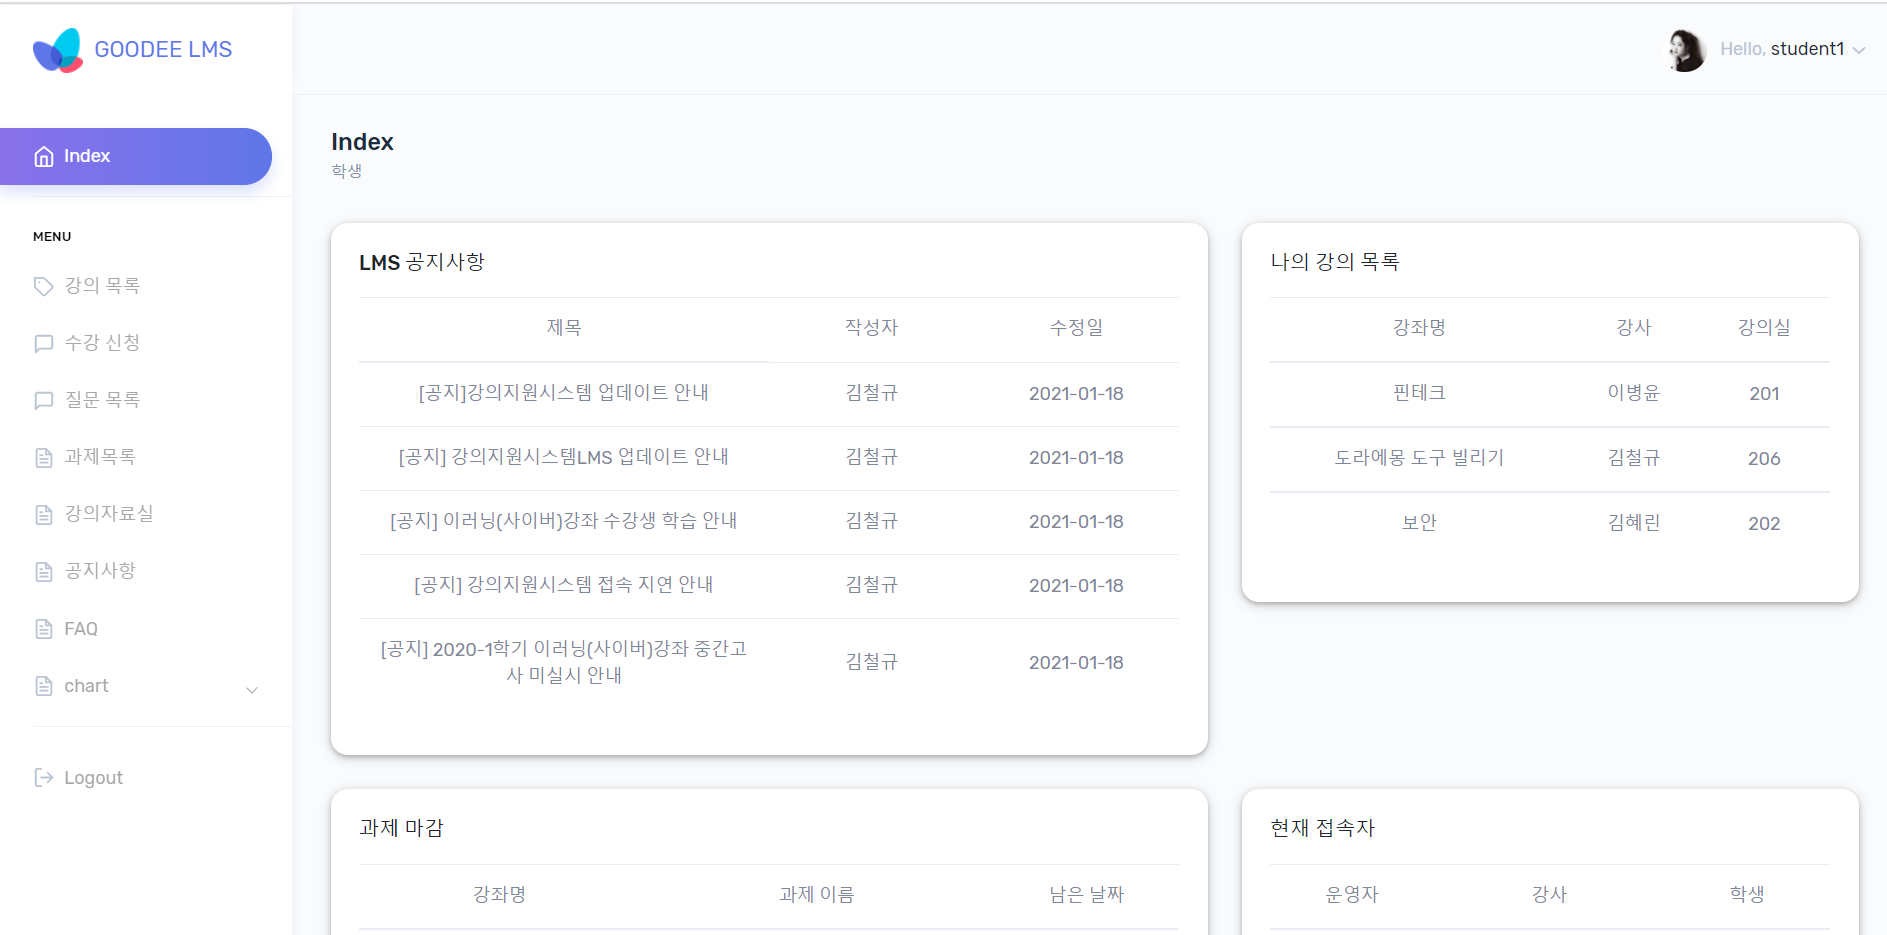 GOODEE LMS
Hello, student1
Index
MENU
강의 목록
수강 신청
질문 목록
과제목록
강의자료실
공지사항
FAQ
chart
Logout
Index
학생
LMS 공지사항
제목 작성자 수정일
[공지]강의지원시스템 업데이트 안내 김철규 2021-01-18
[공지] 강의지원시스템LMS 업데이트 안내 김철규 2021-01-18
[공지] 이러닝(사이버)강좌 수강생 학습 안내 김철규 2021-01-18
[공지] 강의지원시스템 접속 지연 안내 김철규 2021-01-18
[공지] 2020-1학기 이러닝(사이버)강좌 중간고
사 미실시 안내 김철규 2021-01-18
나의 강의 목록
강좌명 강사 강의실
핀테크 이병윤 201
도라에몽 도구 빌리기 김철규 206
보안 김혜린 202
과제 마감
강좌명 과제 이름 남은 날짜
현재 접속자
운영자 강사 학생